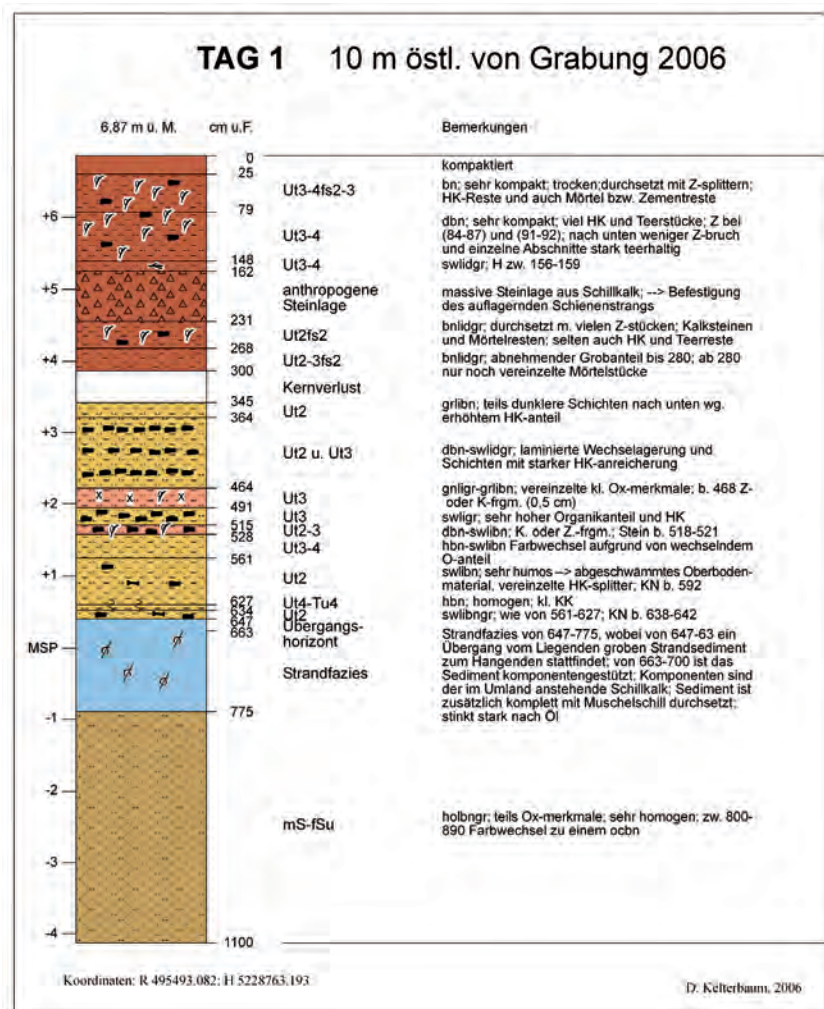 TAG 1 10 m östl. von Grabung 2006
6,87 m ü. M. cm u.F. Bemerkungen
0
kompaktiert
25
Ut3-4fs2-3
bn; sehr kompakt; trocken;durchsetzt mit Z-splittern;
HK-Reste und auch Mörtel bzw. Zementreste
79
+6
Ut3-4
dbn; sehr kompakt; viel HK und Teerstücke; Z bei
(84-87) und (91-92); nach unten weniger Z-bruch
und einzelne Abschnitte stark teerhaltig
148
Ut3-4
swlidgr; H zw. 156-159
162
+5
anthropogene
Steinlage
massive Steinlage aus Schillkalk; --> Befestigung
des auflagernden Schienenstrangs
231
Ut2fs2
bnlidgr; durchsetzt m. vielen Z-stücken; Kalksteinen
und Mörtelresten; selten auch HK und Teerreste
268
+4
Ut2-3fs2
bnlidgr; abnehmender Grobanteil bis 280; ab 280
nur noch vereinzelte Mörtelstücke
300
Kernverlust
345
Ut2
grlibn; teils dunklere Schichten nach unten wg.
erhöhtem HK-anteil
364
+3
Ut2 u. Ut3
dbn-swlidgr; laminierte Wechselagerung und
Schichten mit starker HK-anreicherung
464
+2
Ut3
gnligr-grlibn; vereinzelte kl. Ox-merkmale; b. 468 Z-
oder K-frgm. (0,5 cm)
491
Ut3
swligr; sehr hoher Organikanteil und HK
515
Ut2-3
dbn-swlibn; K. oder Z.-frgm.; Stein b. 518-521
528
Ut3-4
hbn-swlibn Farbwechsel aufgrund von wechselndem
O-anteil
561
+1
Ut2
swlibn; sehr humos --> abgeschwämmtes Oberboden-
material, vereinzelte HK-splitter; KN b. 592
627
Ut4-Tu4
hbn; homogen; kl. KK
634
Ut2
swlibngr; wie von 561-627; KN b. 638-642
647
Übergangs-
horizont
663
MSP
Strandfazies
Strandfazies von 647-775, wobei von 647-63 ein
Übergang vom Liegenden groben Strandsediment
zum Hangenden stattfindet; von 663-700 ist das
Sediment komponentengestützt; Komponenten sind
der im Umland anstehende Schillkalk; Sediment ist
zusätzlich komplett mit Muschelschill durchsetzt;
stinkt stark nach Öl
775
-1
-2
mS-fSu
holbngr; teils Ox-merkmale; sehr homogen; zw. 800-
890 Farbwechsel zu einem ocbn
-3
-4
1100
Koordinaten: R 495493.082; H 5228763.193
D. Kelterbaum, 2006